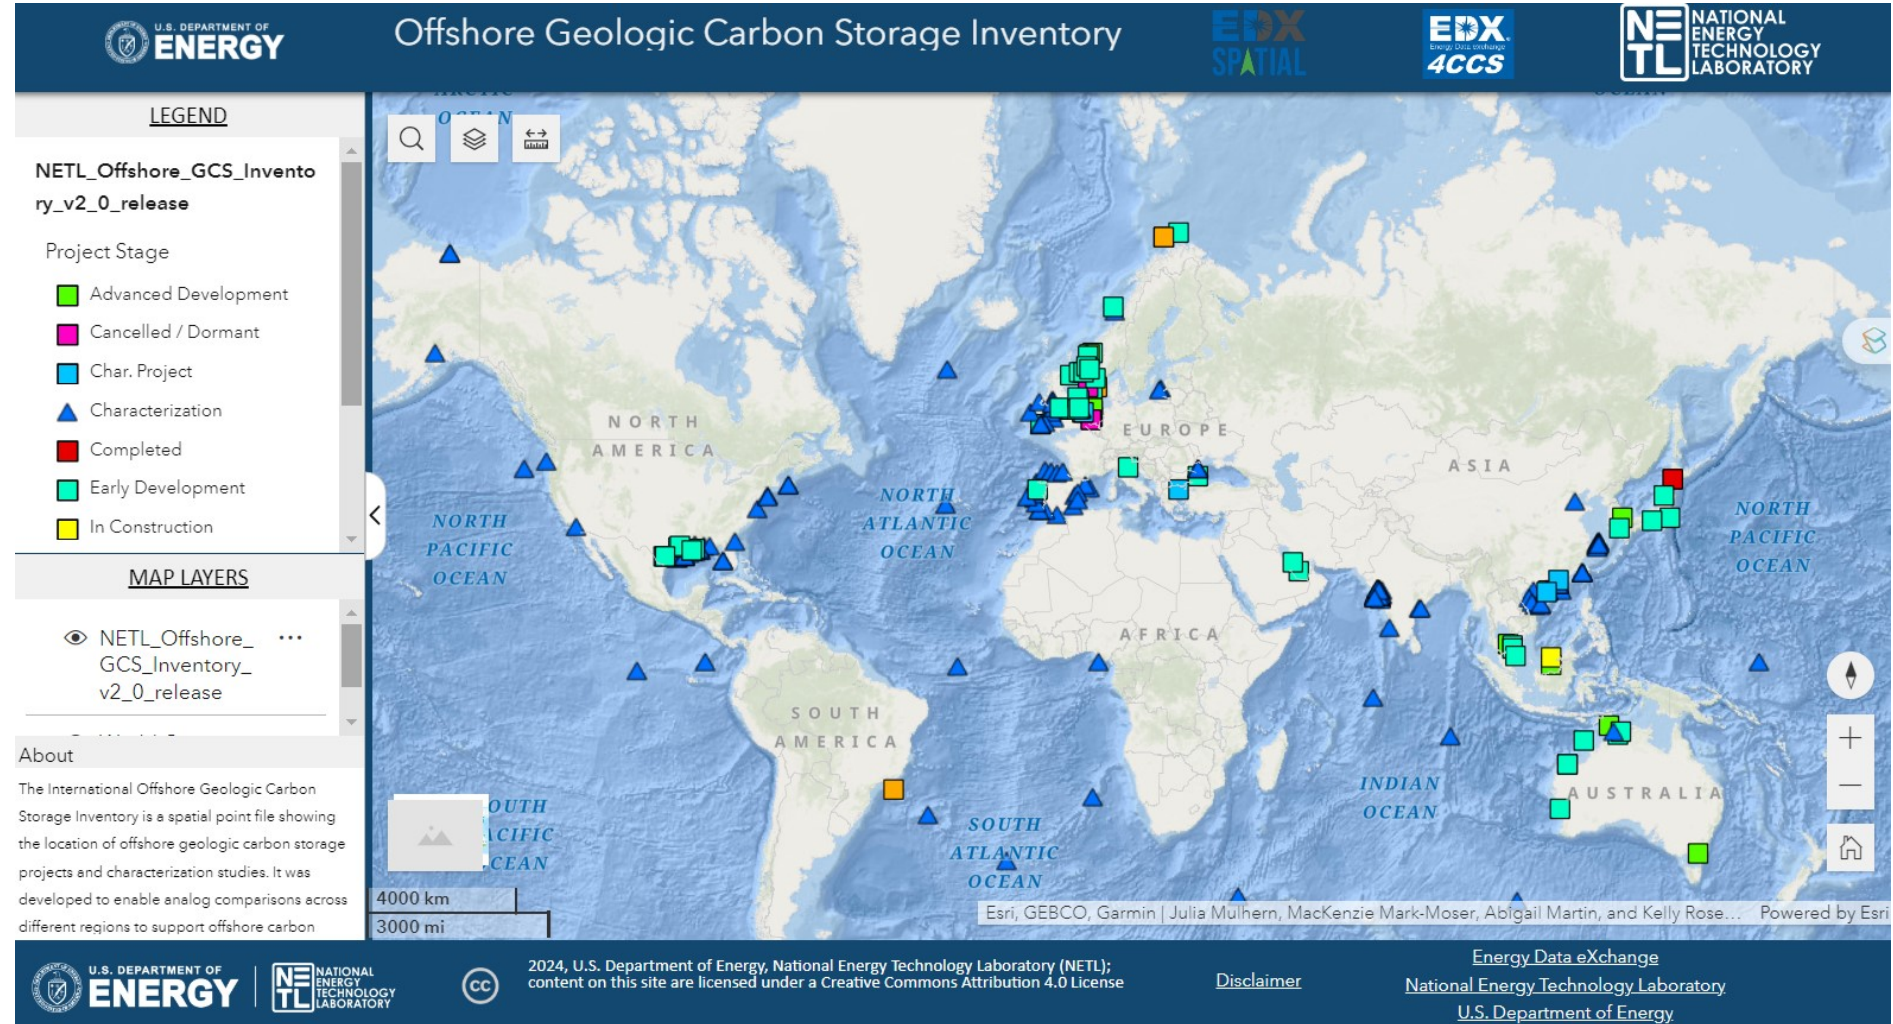 U.S. DEPARTMENT OF
ENERGY
Offshore Geologic Carbon Storage Inventory
EDX
SPATIAL
EDX
Energy Data exchange
4CCS
NETL
NATIONAL
ENERGY
TECHNOLOGY
LABORATORY
LEGEND
NETL_Offshore_GCS_Invento
ry_v2_0_release
Project Stage
Advanced Development
Cancelled / Dormant
Char. Project
Characterization
Completed
Early Development
In Construction
MAP LAYERS
NETL_Offshore_
GCS_Inventory_
v2_0_release
About
The International Offshore Geologic Carbon
Storage Inventory is a spatial point file showing
the location of offshore geologic carbon storage
projects and characterization studies. It was
developed to enable analog comparisons across
different regions to support offshore carbon
OCEAN
NORTH
AMERICA
EUROPE
ASIA
NORTH
PACIFIC
OCEAN
NORTH
ATLANTIC
OCEAN
NORTH
PACIFIC
OCEAN
AFRICA
SOUTH
AMERICA
INDIAN
OCEAN
AUSTRALIA
OUTH
ACIFIC
CEAN
SOUTH
ATLANTIC
OCEAN
4000 km
3000 mi
Esri, GEBCO, Garmin | Julia Mulhern, MacKenzie Mark-Moser, Abigail Martin, and Kelly Rose... Powered by Esri
U.S. DEPARTMENT OF
ENERGY
NETL
NATIONAL
ENERGY
TECHNOLOGY
LABORATORY
cc
2024, U.S. Department of Energy, National Energy Technology Laboratory (NETL);
content on this site are licensed under a Creative Commons Attribution 4.0 License
Disclaimer
Energy Data eXchange
National Energy Technology Laboratory
U.S. Department of Energy